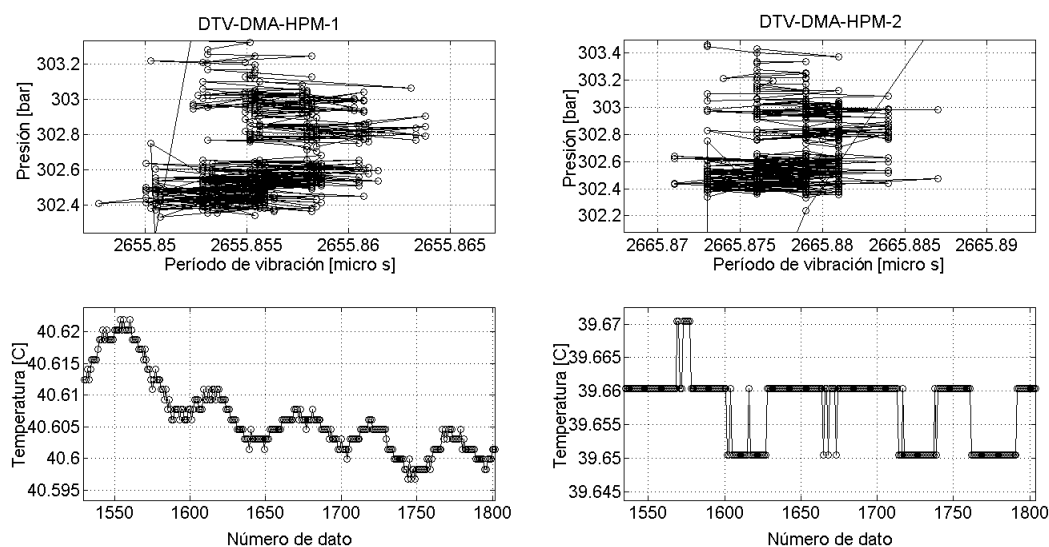 DTV-DMA-HPM-1
303.2
303
302.8
302.6
302.4
Presión [bar]
2655.85 2655.855 2655.86 2655.865
Período de vibración [micro s]
DTV-DMA-HPM-2
303.4
303.2
303
302.8
302.6
302.4
302.2
Presión [bar]
2665.87 2665.875 2665.88 2665.885 2665.89
Período de vibración [micro s]
40.62
40.615
40.61
40.605
40.6
40.595
Temperatura [C]
1550 1600 1650 1700 1750 1800
Número de dato
39.67
39.665
39.66
39.655
39.65
39.645
Temperatura [C]
1550 1600 1650 1700 1750 1800
Número de dato